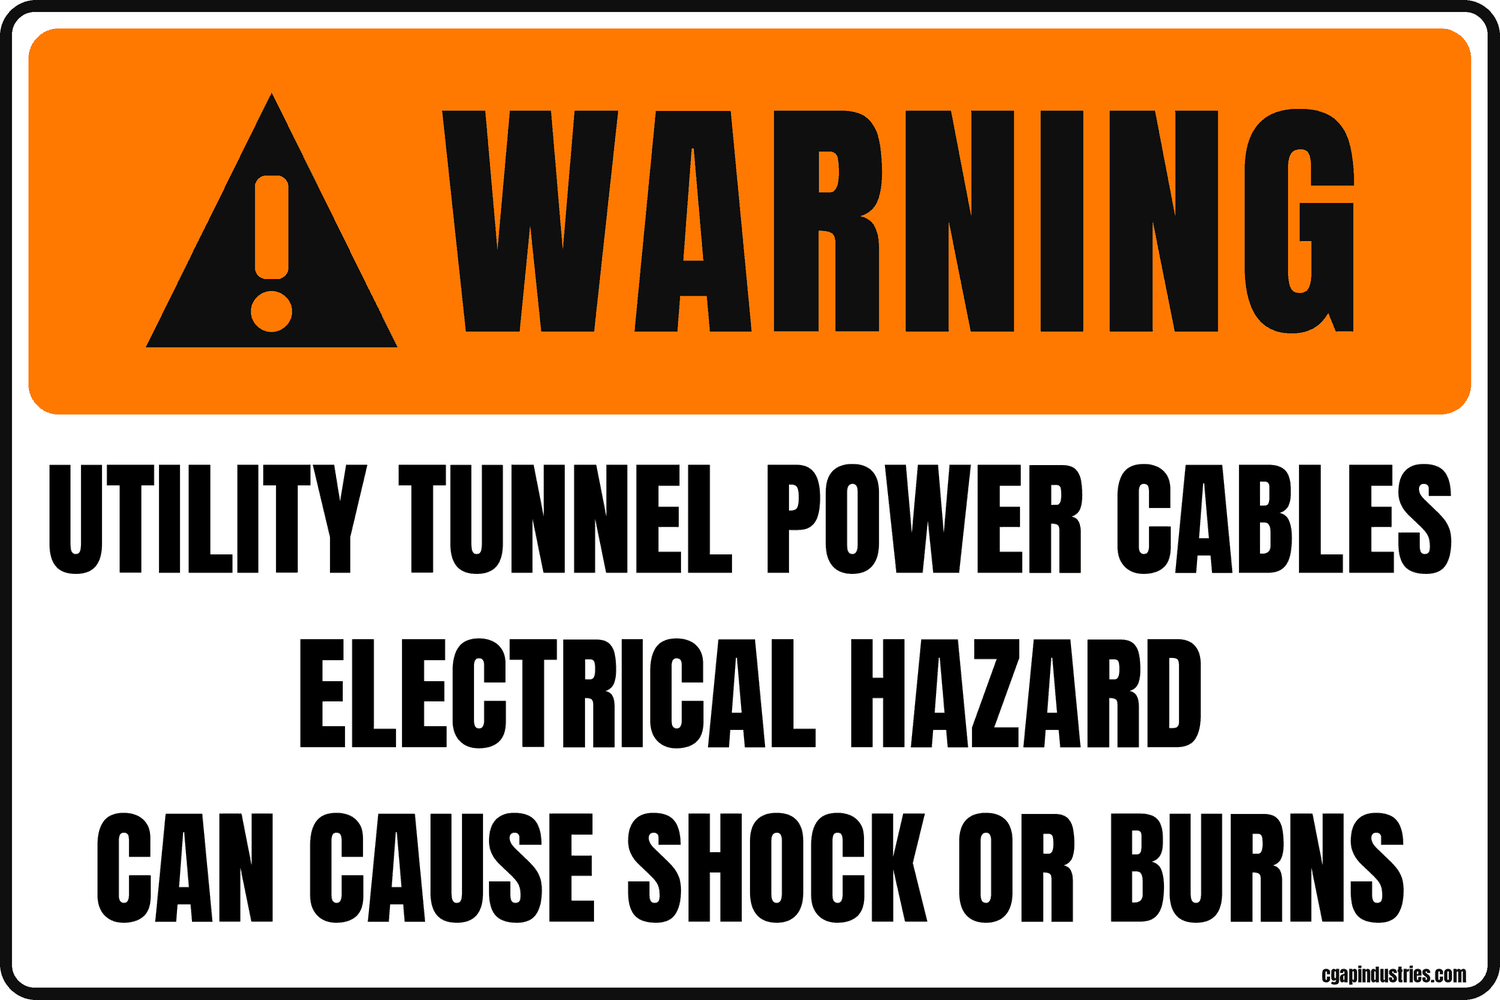 WARNING
UTILITY TUNNEL POWER CABLES
ELECTRICAL HAZARD
CAN CAUSE SHOCK OR BURNS
cgapindustries.com